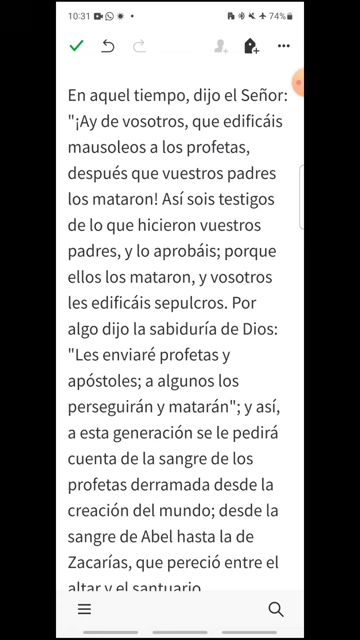 10:31
74%
En aquel tiempo, dijo el Señor:
"¡Ay de vosotros, que edificáis
mausoleos a los profetas,
después que vuestros padres
los mataron! Así sois testigos
de lo que hicieron vuestros
padres, y lo aprobáis; porque
ellos los mataron, y vosotros
les edificáis sepulcros. Por
algo dijo la sabiduría de Dios:
"Les enviaré profetas y
apóstoles; a algunos los
perseguirán y matarán"; y así,
a esta generación se le pedirá
cuenta de la sangre de los
profetas derramada desde la
creación del mundo; desde la
sangre de Abel hasta la de
Zacarías, que pereció entre el
altar y el santuario